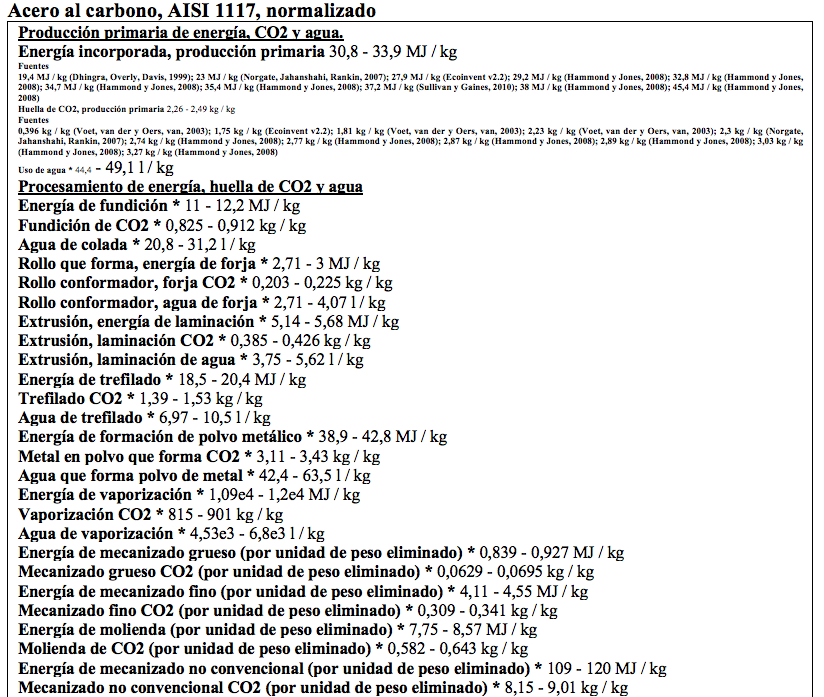 Acero al carbono, AISI 1117, normalizado
Producción primaria de energía, CO2 y agua.
Energía incorporada, producción primaria 30,8 - 33,9 MJ / kg
Fuentes
19,4 MJ / kg (Dhingra, Overly, Davis, 1999); 23 MJ / kg (Norgate, Jahanshahi, Rankin, 2007); 27,9 MJ / kg (Ecoinvent v2.2); 29,2 MJ / kg (Hammond y Jones, 2008); 32,8 MJ / kg (Hammond y Jones,
2008); 34,7 MJ / kg (Hammond y Jones, 2008); 35,4 MJ / kg (Hammond y Jones, 2008); 37,2 MJ / kg (Sullivan y Gaines, 2010); 38 MJ / kg (Hammond y Jones, 2008); 45,4 MJ / kg (Hammond y Jones,
2008)
Huella de CO2, producción primaria 2,26 - 2,49 kg / kg
Fuentes
0,396 kg / kg (Voet, van der y Oers, van, 2003); 1,75 kg / kg (Ecoinvent v2.2); 1,81 kg / kg (Voet, van der y Oers, van, 2003); 2,23 kg / kg (Voet, van der y Oers, van, 2003); 2,3 kg / kg (Norgate,
Jahanshahi, Rankin, 2007); 2,74 kg / kg (Hammond y Jones, 2008); 2,77 kg / kg (Hammond y Jones, 2008); 2,87 kg / kg (Hammond y Jones, 2008); 2,89 kg / kg (Hammond y Jones, 2008); 3,03 kg / kg
(Hammond y Jones, 2008); 3,27 kg / kg (Hammond y Jones, 2008)
Uso de agua * 44,4 - 49,1 l / kg
Procesamiento de energía, huella de CO2 y agua
Energía de fundición * 11 - 12,2 MJ / kg
Fundición de CO2 * 0,825 - 0,912 kg / kg
Agua de colada * 20,8 - 31,2 l / kg
Rollo que forma, energía de forja * 2,71 - 3 MJ / kg
Rollo conformador, forja CO2 * 0,203 - 0,225 kg / kg
Rollo conformador, agua de forja * 2,71 - 4,07 l / kg
Extrusión, energía de laminación * 5,14 - 5,68 MJ / kg
Extrusión, laminación CO2 * 0,385 - 0,426 kg / kg
Extrusión, laminación de agua * 3,75 - 5,62 l / kg
Energía de trefilado * 18,5 - 20,4 MJ / kg
Trefilado CO2 * 1,39 - 1,53 kg / kg
Agua de trefilado * 6,97 - 10,5 l / kg
Energía de formación de polvo metálico * 38,9 - 42,8 MJ / kg
Metal en polvo que forma CO2 * 3,11 - 3,43 kg / kg
Agua que forma polvo de metal * 42,4 - 63,5 l / kg
Energía de vaporización * 1,09e4 - 1,2e4 MJ / kg
Vaporización CO2 * 815 - 901 kg / kg
Agua de vaporización * 4,53e3 - 6,8e3 l / kg
Energía de mecanizado grueso (por unidad de peso eliminado) * 0,839 - 0,927 MJ / kg
Mecanizado grueso CO2 (por unidad de peso eliminado) * 0,0629 - 0,0695 kg / kg
Energía de mecanizado fino (por unidad de peso eliminado) * 4,11 - 4,55 MJ / kg
Mecanizado fino CO2 (por unidad de peso eliminado) * 0,309 - 0,341 kg / kg
Energía de molienda (por unidad de peso eliminado) * 7,75 - 8,57 MJ / kg
Molienda de CO2 (por unidad de peso eliminado) * 0,582 - 0,643 kg / kg
Energía de mecanizado no convencional (por unidad de peso eliminado) * 109 - 120 MJ / kg
Mecanizado no convencional CO2 (por unidad de peso eliminado) * 8,15 - 9,01 kg / kg